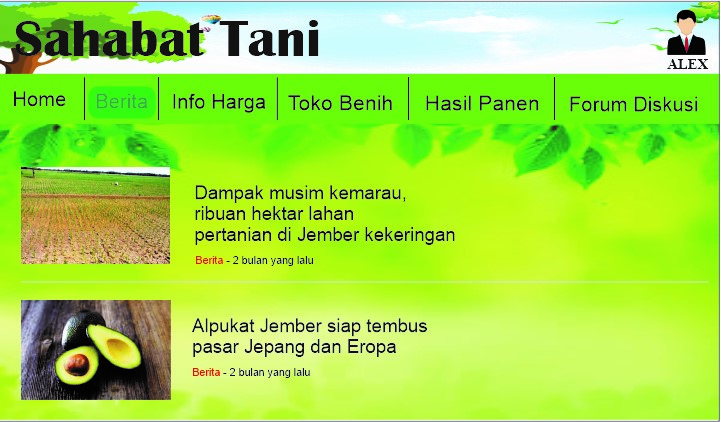 Sahabat Tani
ALEX
Home
Berita
Info Harga
Toko Benih
Hasil Panen
Forum Diskusi
Dampak musim kemarau,
ribuan hektar lahan
pertanian di Jember kekeringan
Berita - 2 bulan yang lalu
Alpukat Jember siap tembus
pasar Jepang dan Eropa
Berita - 2 bulan yang lalu